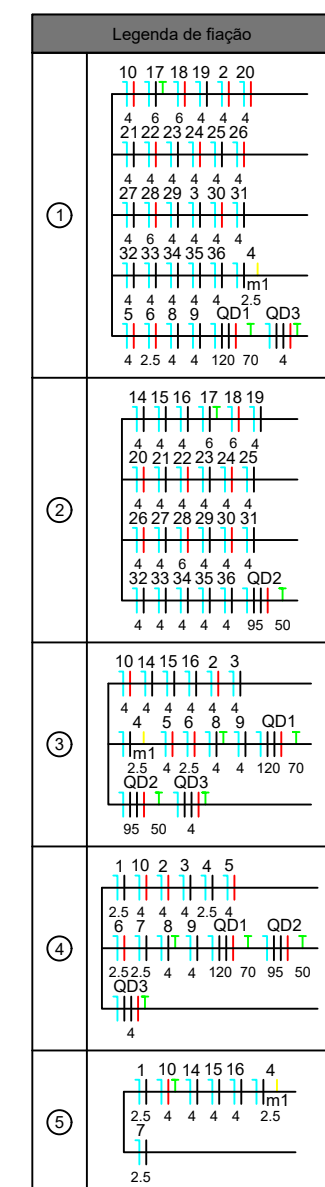 Legenda de fiação
1
10 17 18 19 2 20
4 6 6 4 4 4
21 22 23 24 25 26
4 4 4 4 4 4
27 28 29 3 30 31
4 6 4 4 4 4
32 33 34 35 36 4
m1
4 4 4 4 4 2.5
5 6 8 9 QD1 QD3
4 2.5 4 4 120 70 4
2
14 15 16 17 18 19
4 4 4 6 6 4
20 21 22 23 24 25
4 4 4 4 4 4
26 27 28 29 30 31
4 4 6 4 4 4
32 33 34 35 36 QD2
4 4 4 4 4 95 50
3
10 14 15 16 2 3
4 4 4 4 4 4
4 5 6 8 9 QD1
m1
2.5 4 2.5 4 4 120 70
QD2 QD3
95 50 4
4
1 10 2 3 4 5
2.5 4 4 4 2.5 4
6 7 8 9 QD1 QD2
2.5 2.5 4 4 120 70 95 50
QD3
4
5
1 10 14 15 16 4
m1
2.5 4 4 4 4 2.5
7
2.5